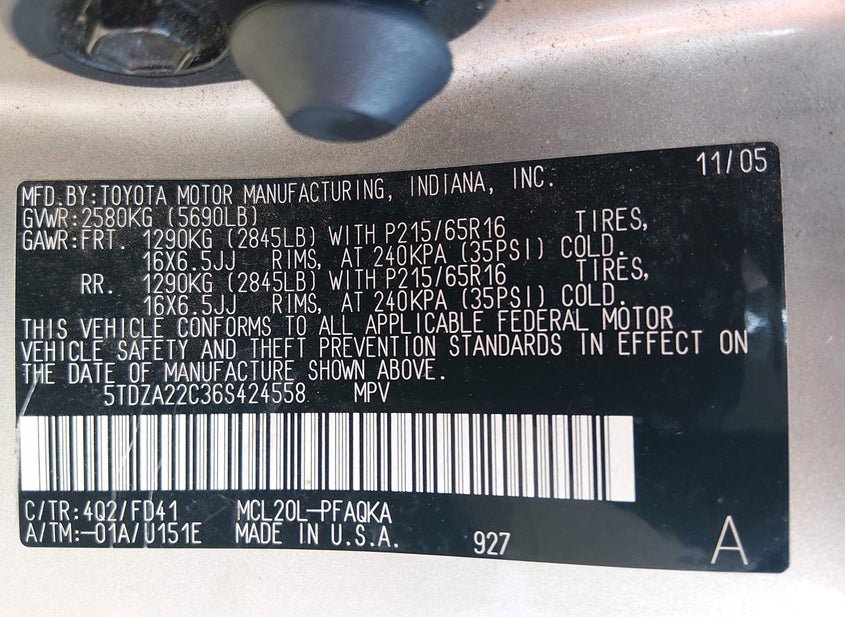 11/05
MFD.BY:TOYOTA MOTOR MANUFACTURING, INDIANA, INC.
GVWR:2580KG (5690LB)
GAWR:FRT. 1290KG (2845LB) WITH P215/65R16 TIRES,
16X6.5JJ RIMS, AT 240KPA (35PSI) COLD.
RR. 1290KG (2845LB) WITH P215/65R16 TIRES,
16X6.5JJ RIMS, AT 240KPA (35PSI) COLD.
THIS VEHICLE CONFORMS TO ALL APPLICABLE FEDERAL MOTOR
VEHICLE SAFETY AND THEFT PREVENTION STANDARDS IN EFFECT ON
THE DATE OF MANUFACTURE SHOWN ABOVE.
5TDZA22C36S424558 MPV
C/TR:4Q2/FD41 MCL20L-PFAQKA
A/TM:-01A/U151E MADE IN U.S.A. 927 A